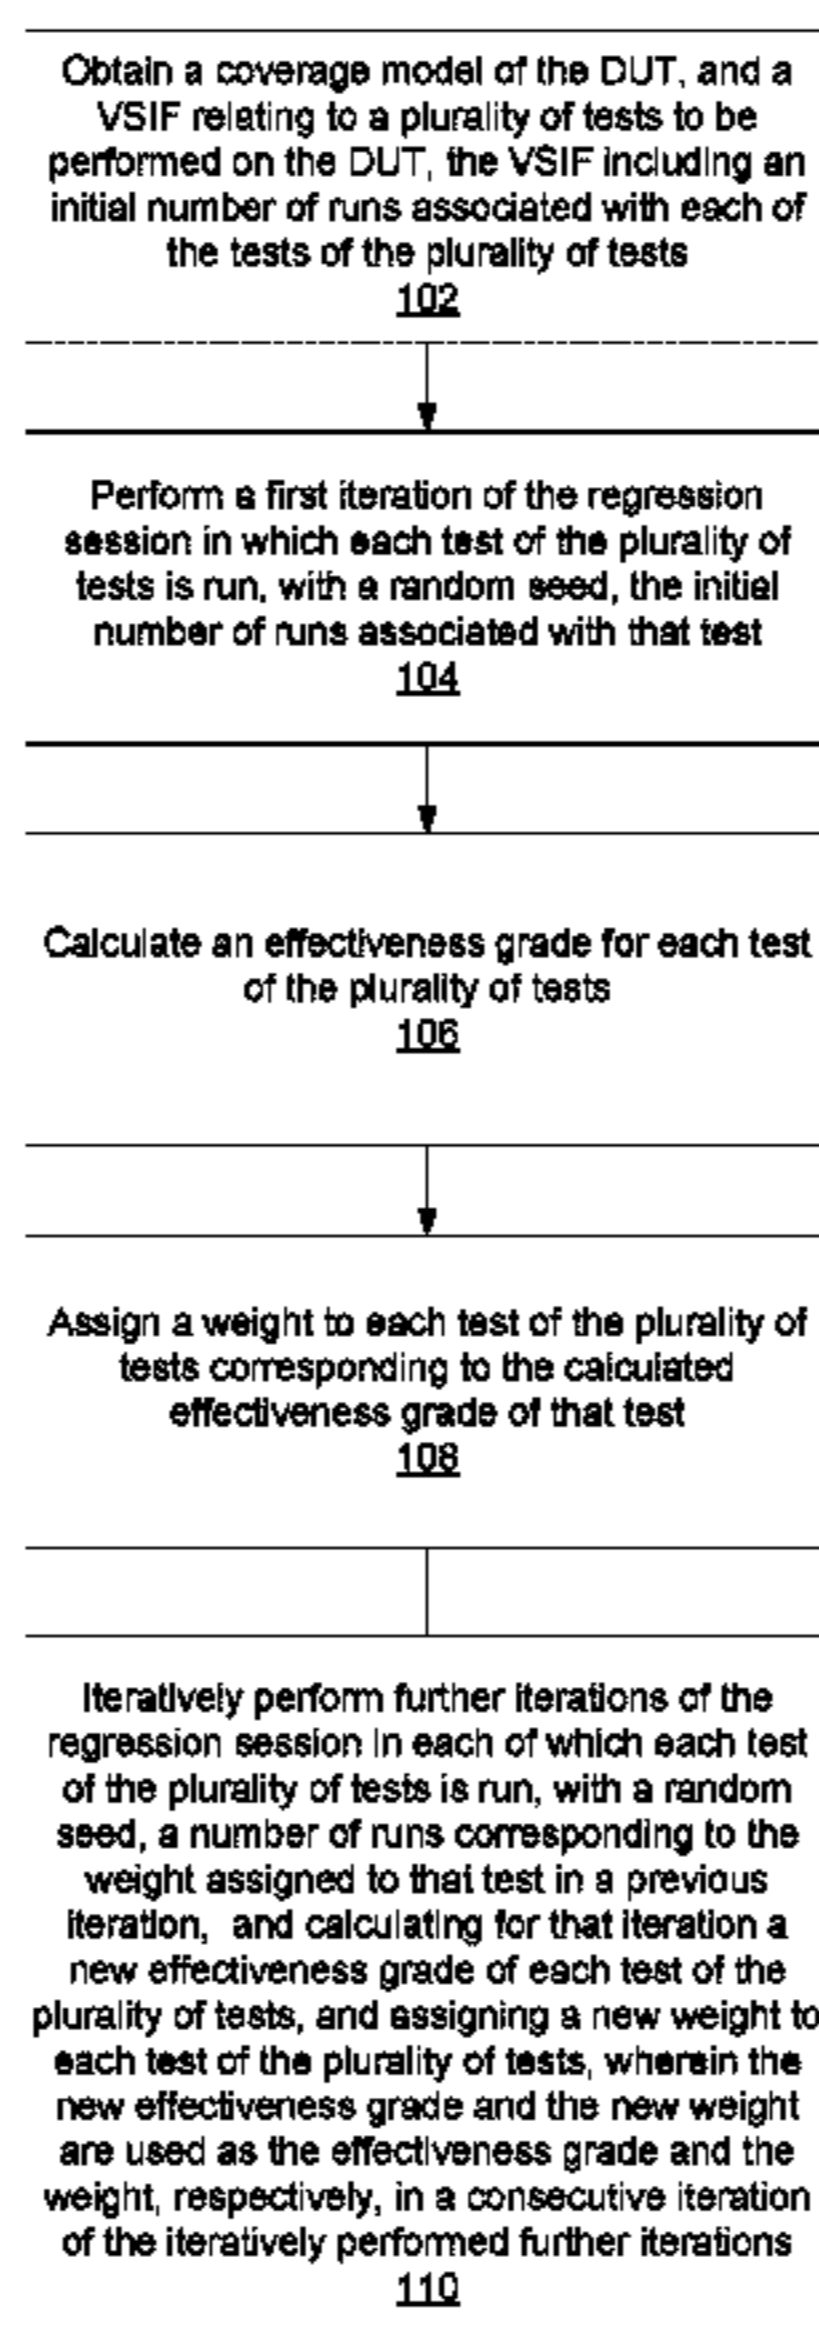 Obtain a coverage model of the DUT, and a
VSIF relating to a plurality of tests to be
performed on the DUT, the VSIF including an
initial number of runs associated with each of
the tests of the plurality of tests
102
Perform a first iteration of the regression
session in which each test of the plurality of
tests is run, with a random seed, the initial
number of runs associated with that test
104
Calculate an effectiveness grade for each test
of the plurality of tests
106
Assign a weight to each test of the plurality of
tests corresponding to the calculated
effectiveness grade of that test
108
Iteratively perform further iterations of the
regression session in each of which each test
of the plurality of tests is run, with a random
seed, a number of runs corresponding to the
weight assigned to that test in a previous
iteration, and calculating for that iteration a
new effectiveness grade of each test of the
plurality of tests, and assigning a new weight to
each test of the plurality of tests, wherein the
new effectiveness grade and the new weight
are used as the effectiveness grade and the
weight, respectively, in a consecutive iteration
of the iteratively performed further iterations
110